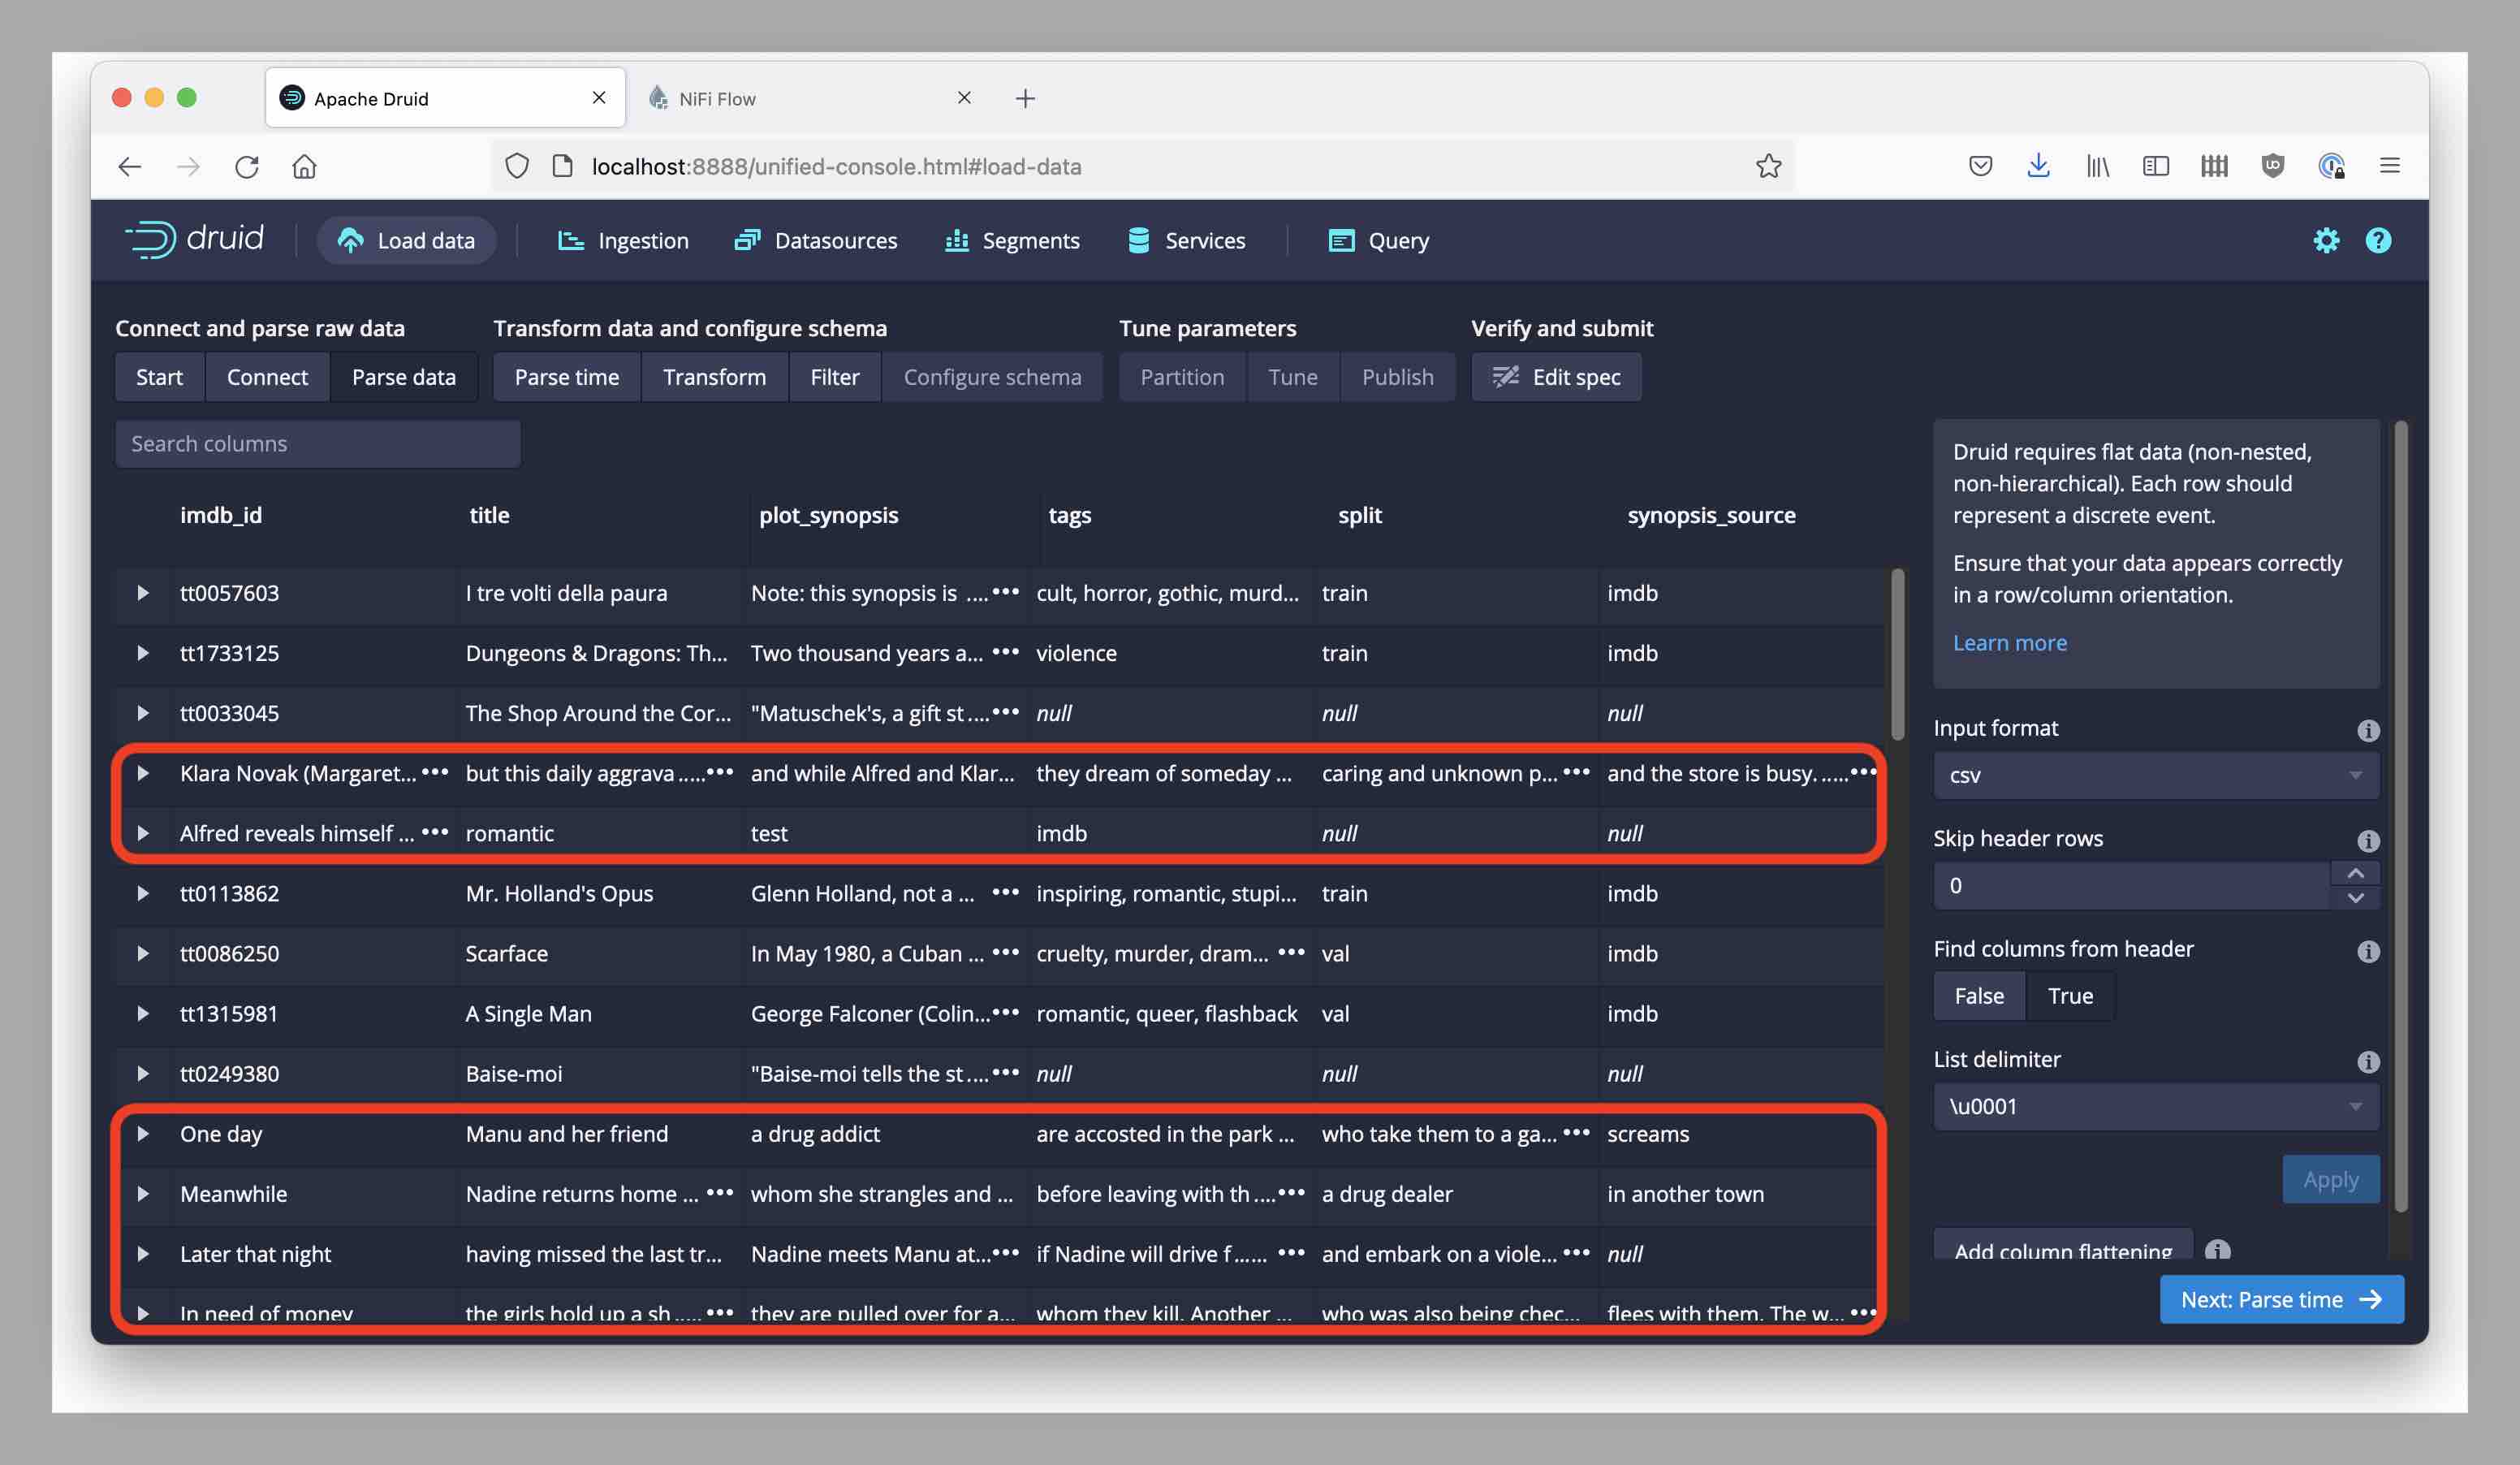 Apache Druid
NiFi Flow
localhost:8888/unified-console.html#load-data
druid
Load data
Ingestion
Datasources
Segments
Services
Query
Connect and parse raw data
Transform data and configure schema
Tune parameters
Verify and submit
Start
Connect
Parse data
Parse time
Transform
Filter
Configure schema
Partition
Tune
Publish
Edit spec
Search columns
imdb_id title plot_synopsis tags split synopsis_source
tt0057603 I tre volti della paura Note: this synopsis is ....••• cult, horror, gothic, murd... train imdb
tt1733125 Dungeons & Dragons: Th... Two thousand years a... ••• violence train imdb
tt0033045 The Shop Around the Cor... "Matuschek's, a gift st....••• null null null
Klara Novak (Margaret... ••• but this daily aggrava.....••• and while Alfred and Klar... they dream of someday ... caring and unknown p... ••• and the store is busy. .....•••
Alfred reveals himself ... ••• romantic test imdb null null
tt0113862 Mr. Holland's Opus Glenn Holland, not a ... ••• inspiring, romantic, stupi... train imdb
tt0086250 Scarface In May 1980, a Cuban ... ••• cruelty, murder, dram... ••• val imdb
tt1315981 A Single Man George Falconer (Colin...••• romantic, queer, flashback val imdb
tt0249380 Baise-moi "Baise-moi tells the st....••• null null null
One day Manu and her friend a drug addict are accosted in the park ... who take them to a ga... ••• screams
Meanwhile Nadine returns home ... ••• whom she strangles and ... before leaving with th....••• a drug dealer in another town
Later that night having missed the last tr... Nadine meets Manu at...••• if Nadine will drive f...... ••• and embark on a viole... ••• null
In need of money the girls hold up a sh..... ••• they are pulled over for a... whom they kill. Another ... who was also being chec... flees with them. The w... •••
Druid requires flat data (non-nested,
non-hierarchical). Each row should
represent a discrete event.
Ensure that your data appears correctly
in a row/column orientation.
Learn more
Input format
csv
Skip header rows
0
Find columns from header
False
True
List delimiter
\u0001
Apply
Add column flattening
Next: Parse time